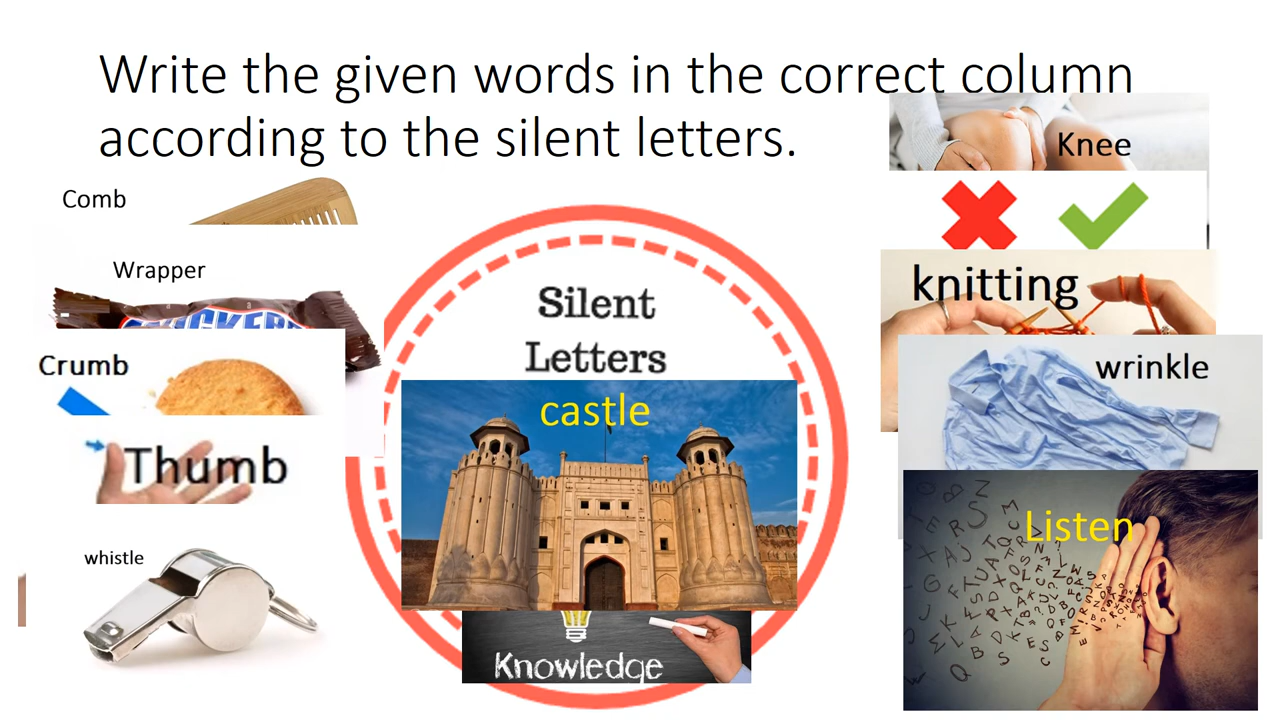 Write the given words in the correct column
according to the silent letters.
Knee
Comb
Wrapper
knitting
Silent
Letters
Crumb
wrinkle
castle
Thumb
Listen
whistle
Knowledge